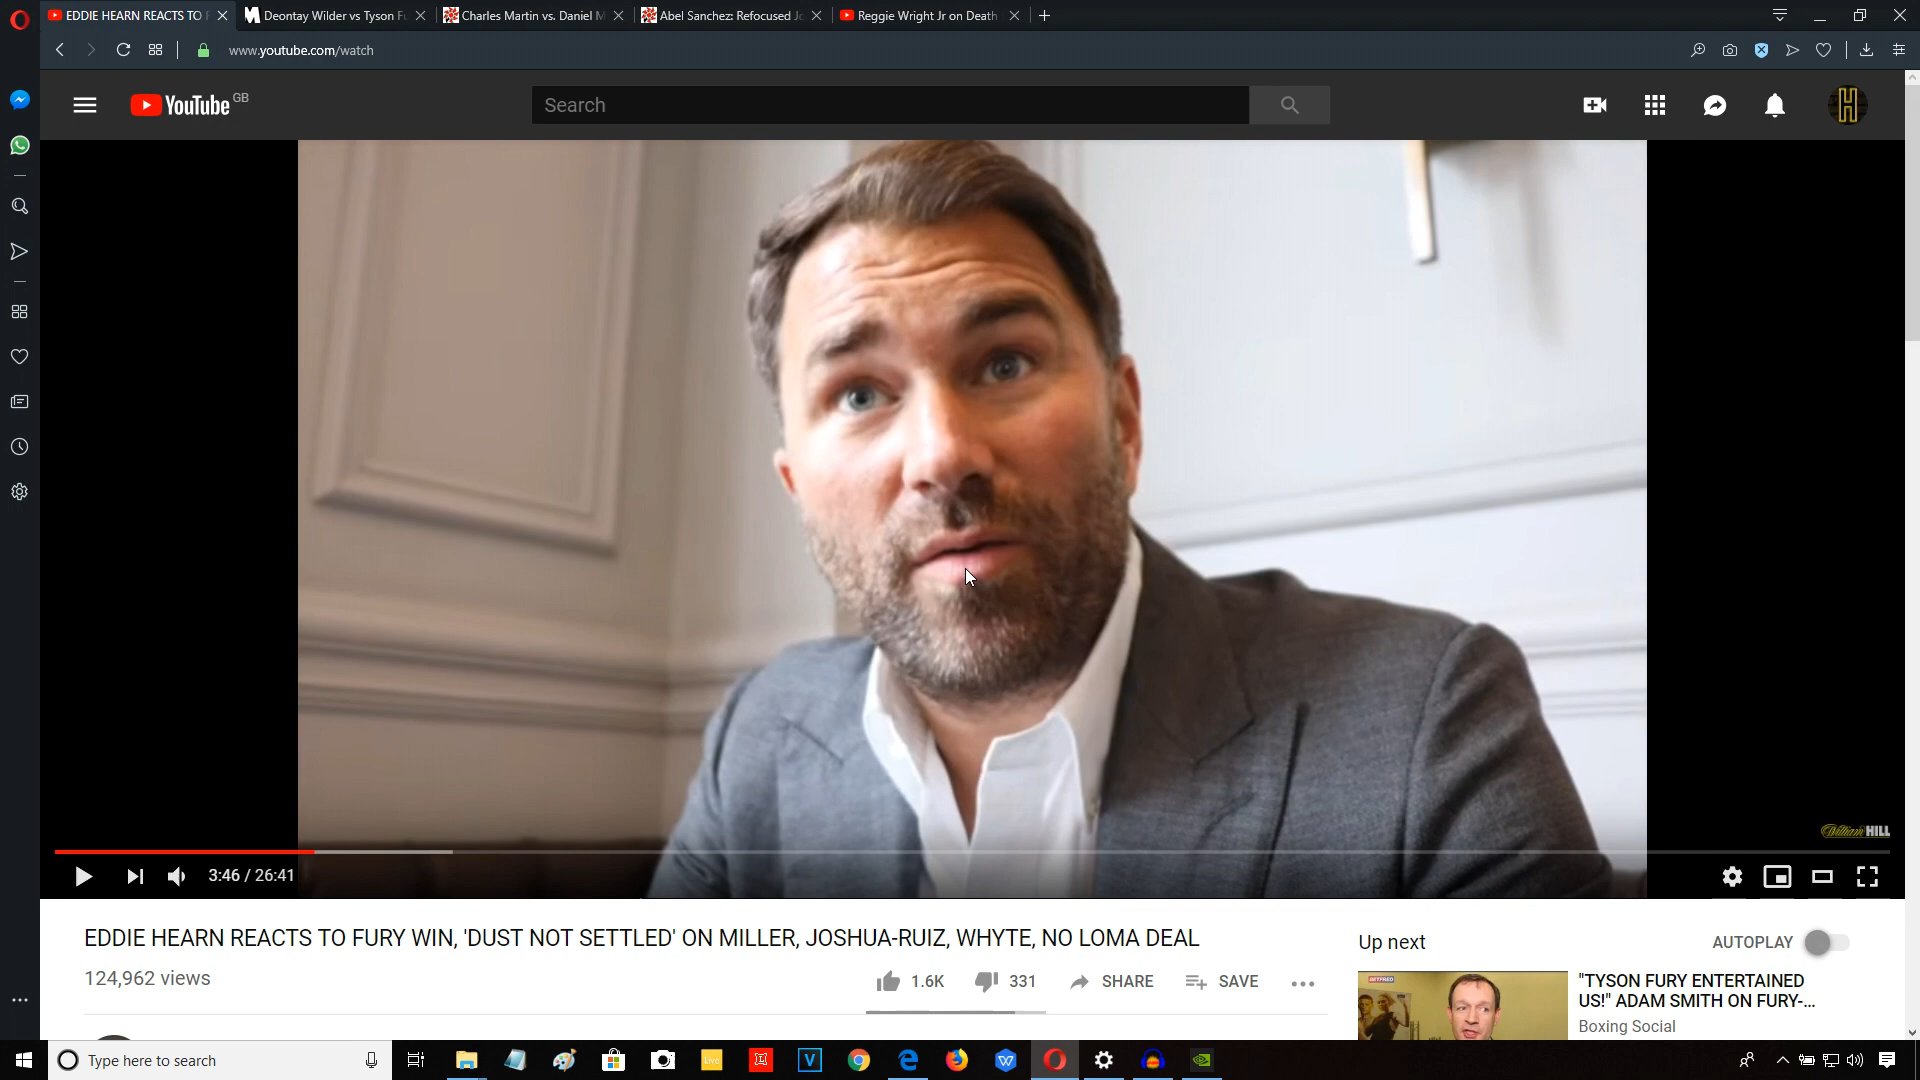 EDDIE HEARN REACTS TO F
Deontay Wilder vs Tyson Fu
Charles Martin vs. Daniel M
Abel Sanchez: Refocused Jo
Reggie Wright Jr on Death
www.youtube.com/watch
YouTube GB
Search
William HILL
3:46 / 26:41
EDDIE HEARN REACTS TO FURY WIN, 'DUST NOT SETTLED' ON MILLER, JOSHUA-RUIZ, WHYTE, NO LOMA DEAL
124,962 views
1.6K
331
SHARE
SAVE
Up next
AUTOPLAY
BETFRED
"TYSON FURY ENTERTAINED
US!" ADAM SMITH ON FURY-...
Boxing Social
Type here to search